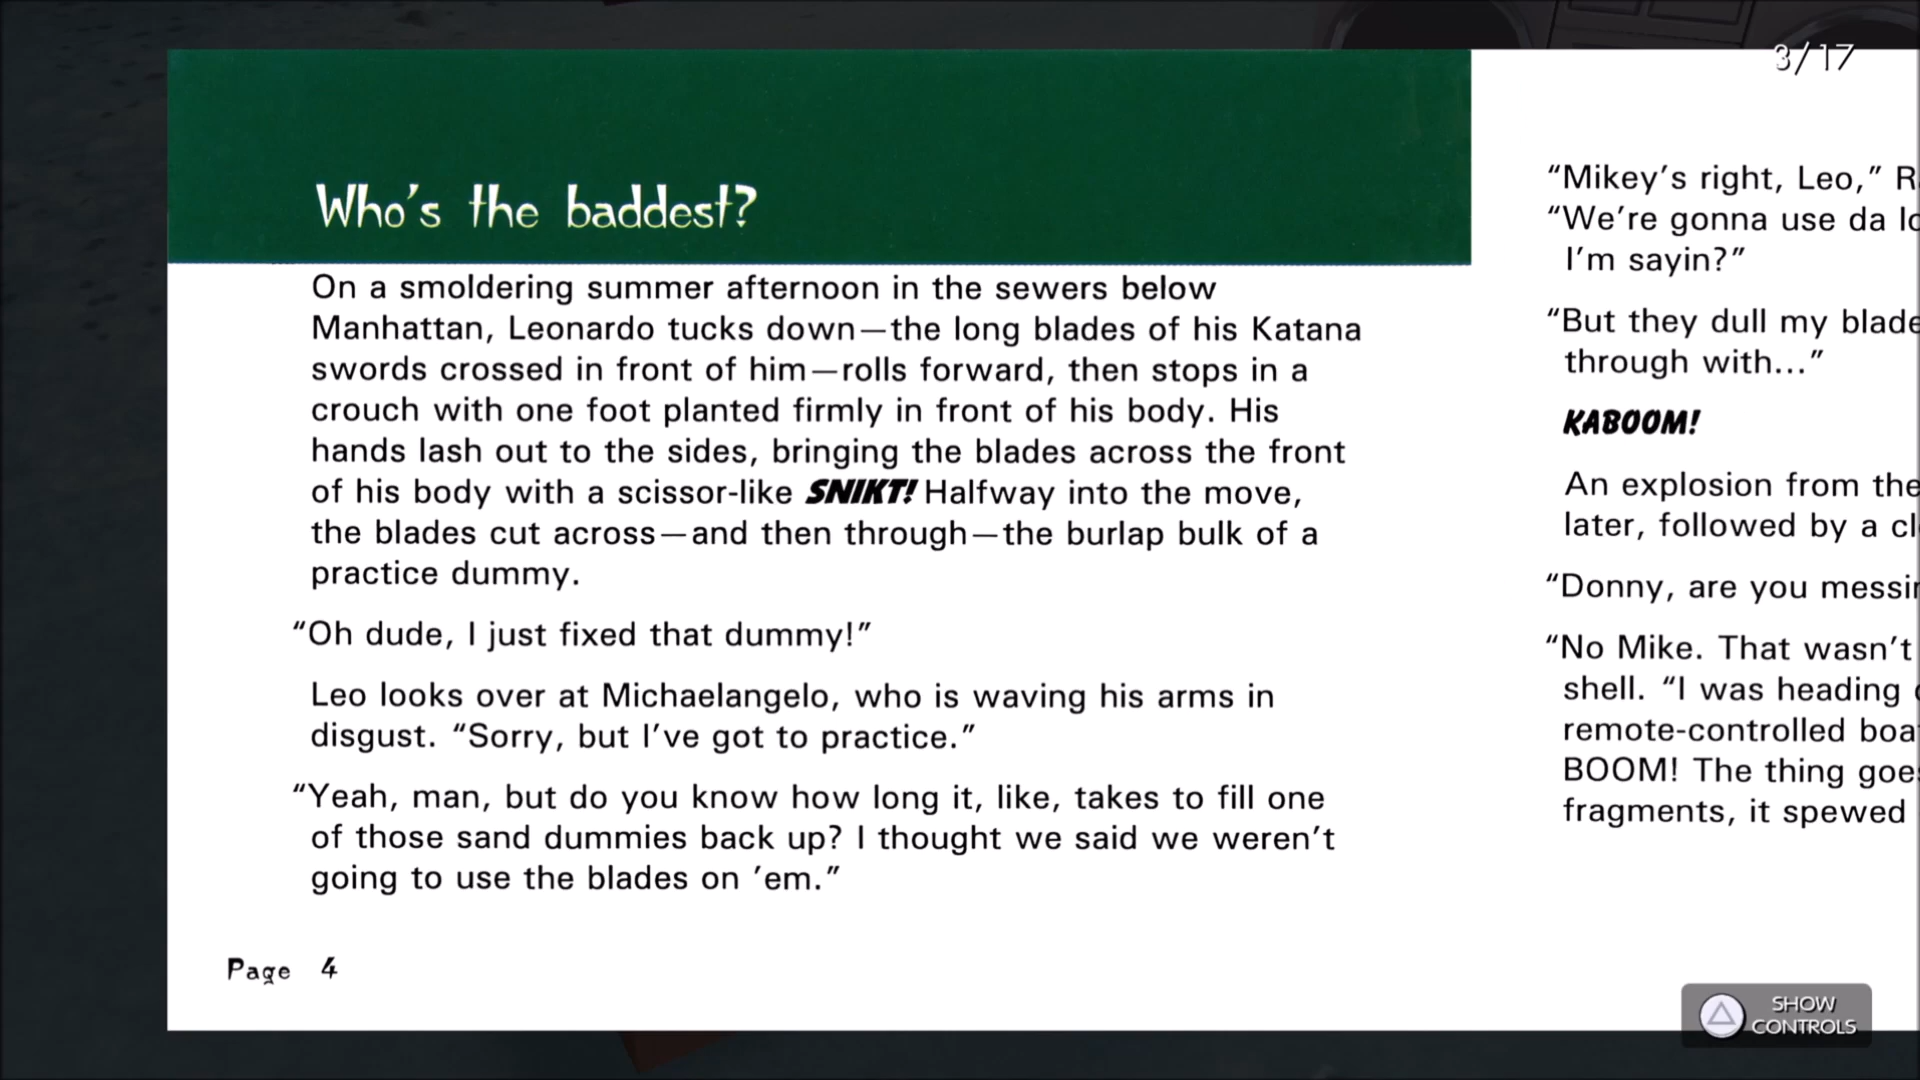 3/17
Who's the baddest?
On a smoldering summer afternoon in the sewers below
Manhattan, Leonardo tucks down—the long blades of his Katana
swords crossed in front of him—rolls forward, then stops in a
crouch with one foot planted firmly in front of his body. His
hands lash out to the sides, bringing the blades across the front
of his body with a scissor-like SNIKT! Halfway into the move,
the blades cut across—and then through—the burlap bulk of a
practice dummy.
“Oh dude, I just fixed that dummy!”
Leo looks over at Michaelangelo, who is waving his arms in
disgust. “Sorry, but I’ve got to practice.”
“Yeah, man, but do you know how long it, like, takes to fill one
of those sand dummies back up? I thought we said we weren’t
going to use the blades on ’em.”
Page 4
“Mikey’s right, Leo,”
“We’re gonna use da
I’m sayin?”
“But they dull my
through with...”
KABOOM!
An explosion from the
later, followed by a
“Donny, are you
“No Mike. That wasn’t
shell. “I was heading
remote-controlled
BOOM! The thing
fragments, it spewed
SHOW
CONTROLS